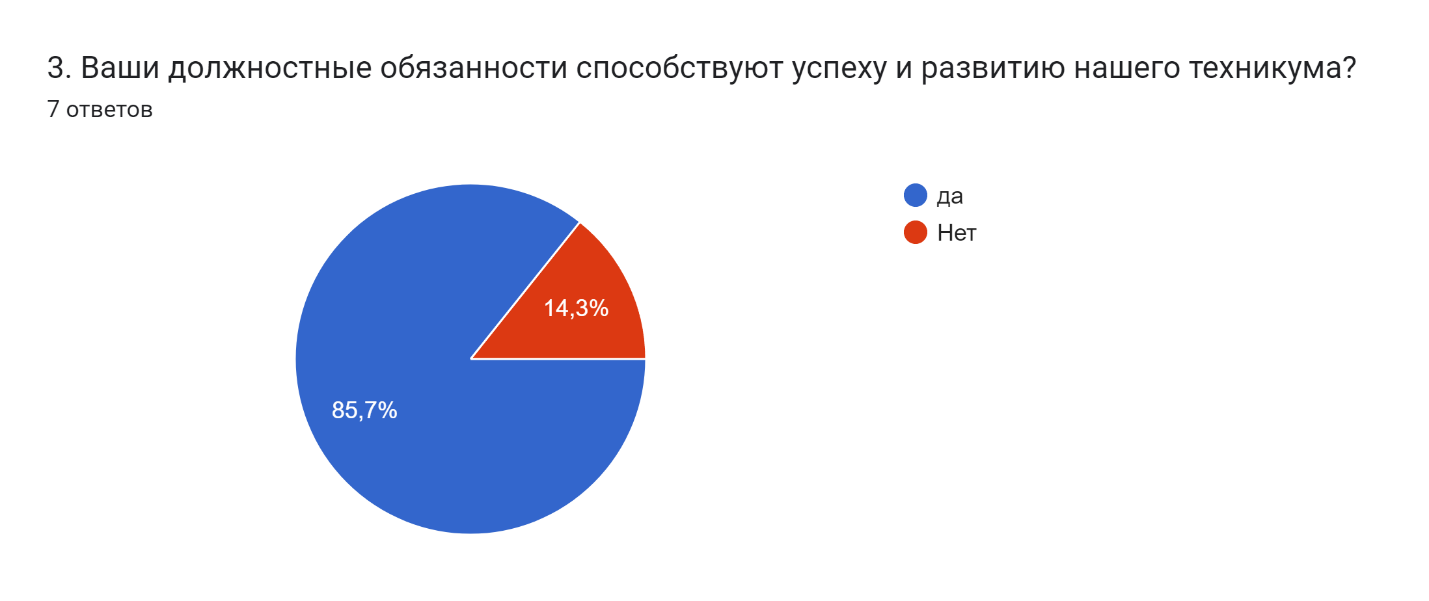 3. Ваши должностные обязанности способствуют успеху и развитию нашего техникума?
7 ответов
да
Нет
14,3%
85,7%